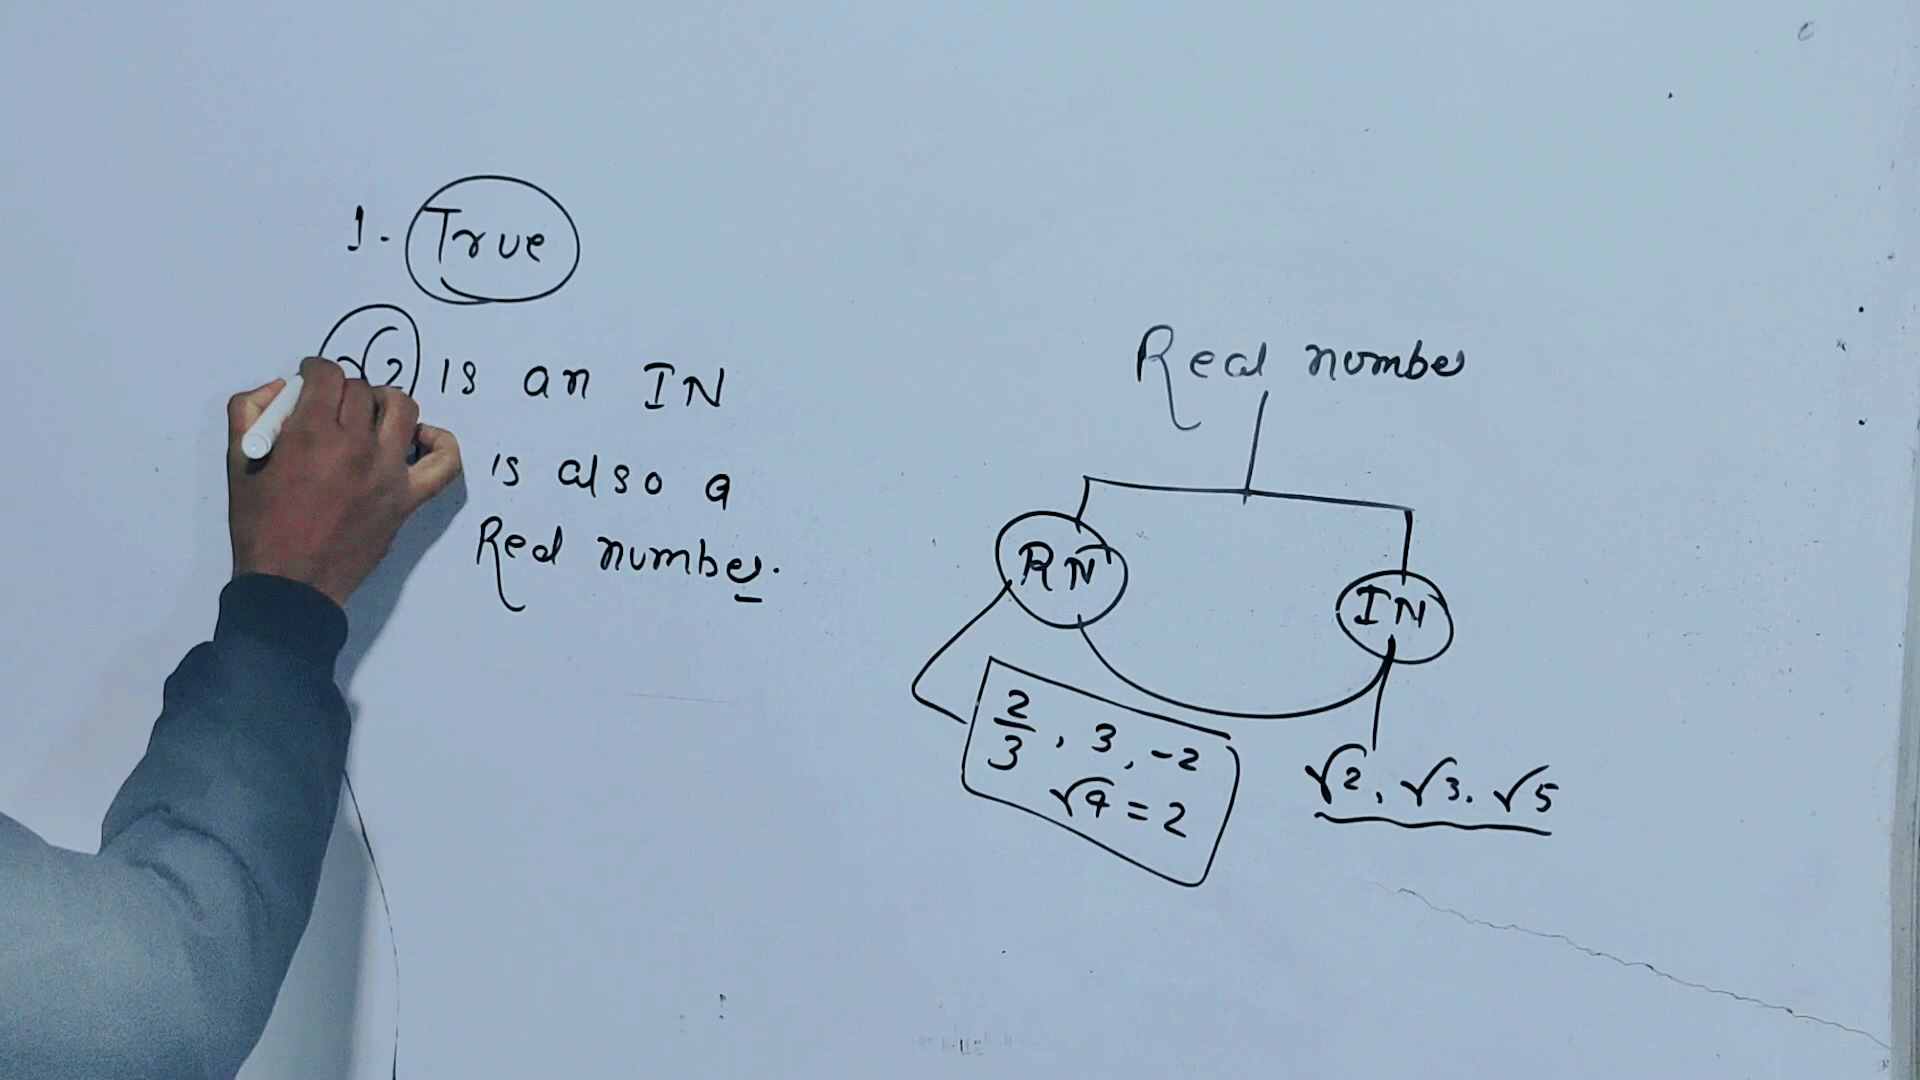 1. True
√2 is an IN
is also a
Real number.
Real number
RN
IN
2/3, 3, -2
√4 = 2
√2, √3. √5